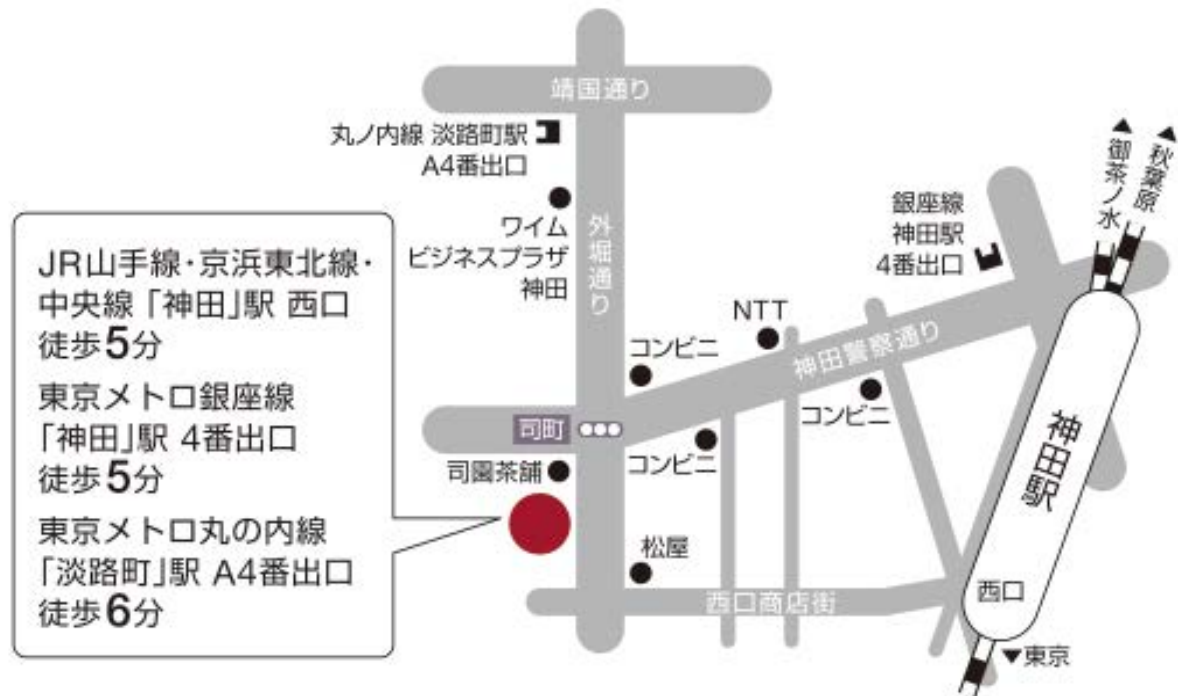 靖国通り
丸ノ内線 淡路町駅
A4番出口
ワイム
ビジネスプラザ
神田
外堀通り
▲御茶ノ水
▲秋葉原
銀座線
神田駅
4番出口
JR山手線・京浜東北線・
中央線「神田」駅 西口
徒歩5分
東京メトロ銀座線
「神田」駅 4番出口
徒歩5分
東京メトロ丸の内線
「淡路町」駅 A4番出口
徒歩6分
NTT
コンビニ
神田警察通り
コンビニ
司町
コンビニ
司園茶舗
神田駅
松屋
西口商店街
西口
▼東京